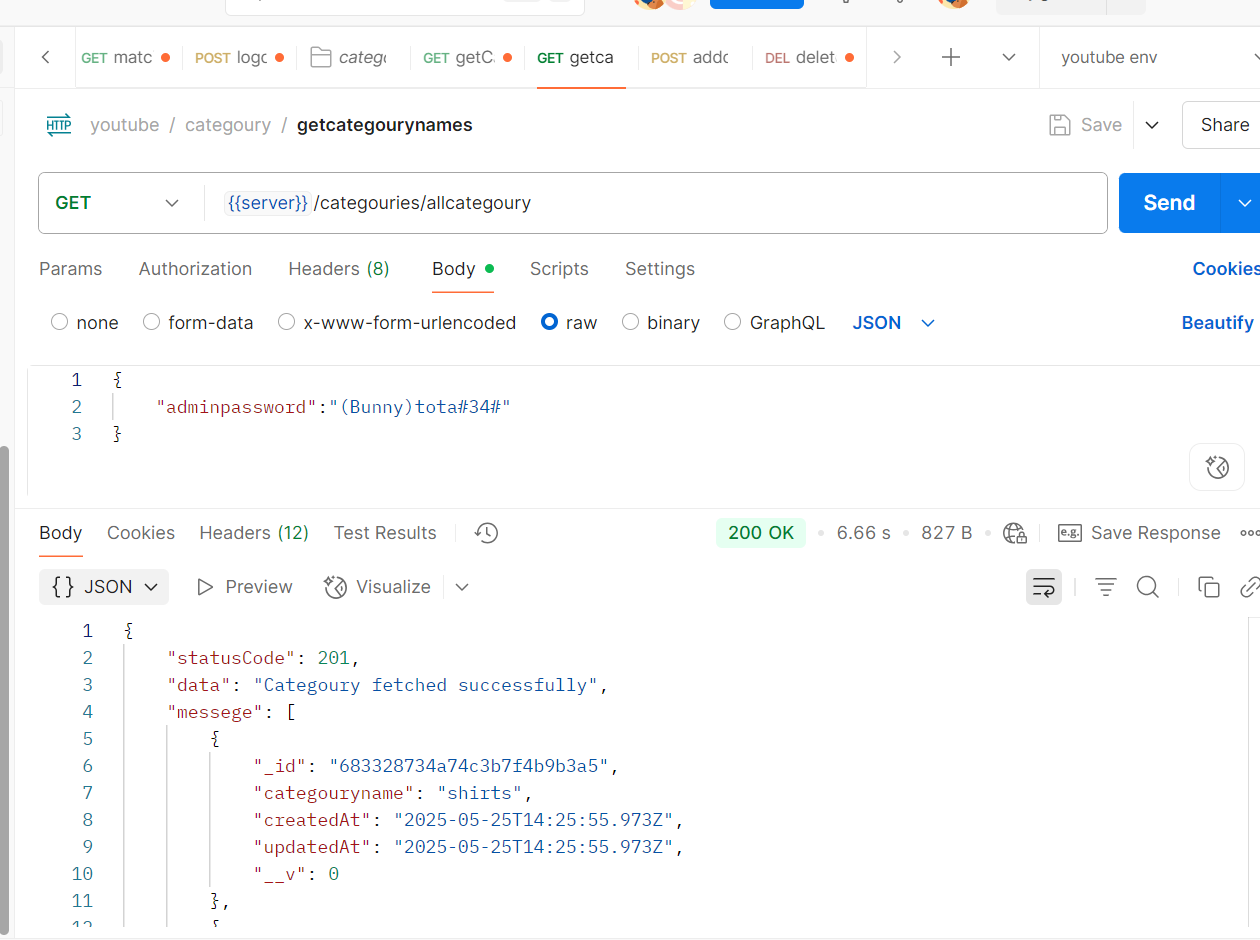 GET matc POST logc catego GET getC GET getca POST addc DEL delet youtube env
HTTP youtube / categoury / getcategourynames Save Share
GET {{server}}/categouries/allcategoury Send
Params Authorization Headers (8) Body Scripts Settings Cookies
none form-data x-www-form-urlencoded raw binary GraphQL JSON Beautify
1 {
2 "adminpassword":"(Bunny)tota#34#"
3 }
Body Cookies Headers (12) Test Results 200 OK 6.66 s 827 B e.g. Save Response
{} JSON Preview Visualize
1 {
2 "statusCode": 201,
3 "data": "Categoury fetched successfully",
4 "messege": [
5 {
6 "_id": "683328734a74c3b7f4b9b3a5",
7 "categouryname": "shirts",
8 "createdAt": "2025-05-25T14:25:55.973Z",
9 "updatedAt": "2025-05-25T14:25:55.973Z",
10 "__v": 0
11 },
12 {